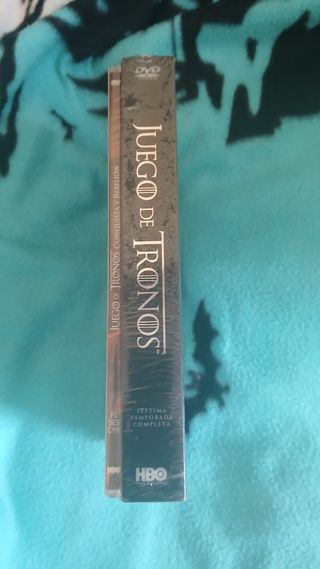 JUEGO DE TRONOS: CONQUISTA Y REBELIÓN
HBO
DVD
JUEGO DE TRONOS
SÉPTIMA
TEMPORADA
COMPLETA
HBO